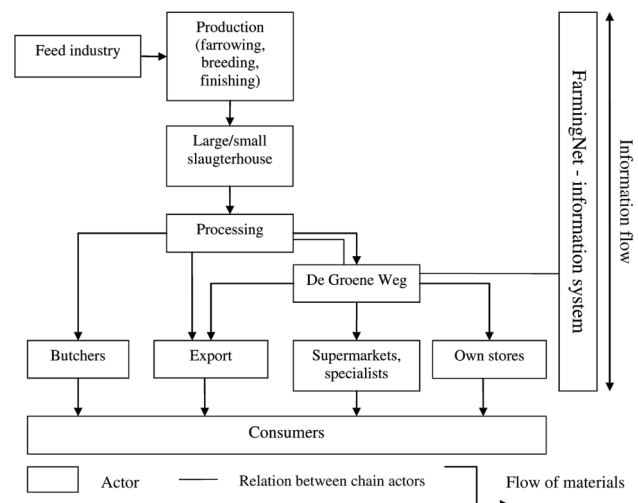 Feed industry
Production
(farrowing,
breeding,
finishing)
Large/small
slaugterhouse
Processing
De Groene Weg
Butchers
Export
Supermarkets,
specialists
Own stores
Consumers
FarmingNet - information system
Information flow
Actor
Relation between chain actors
Flow of materials